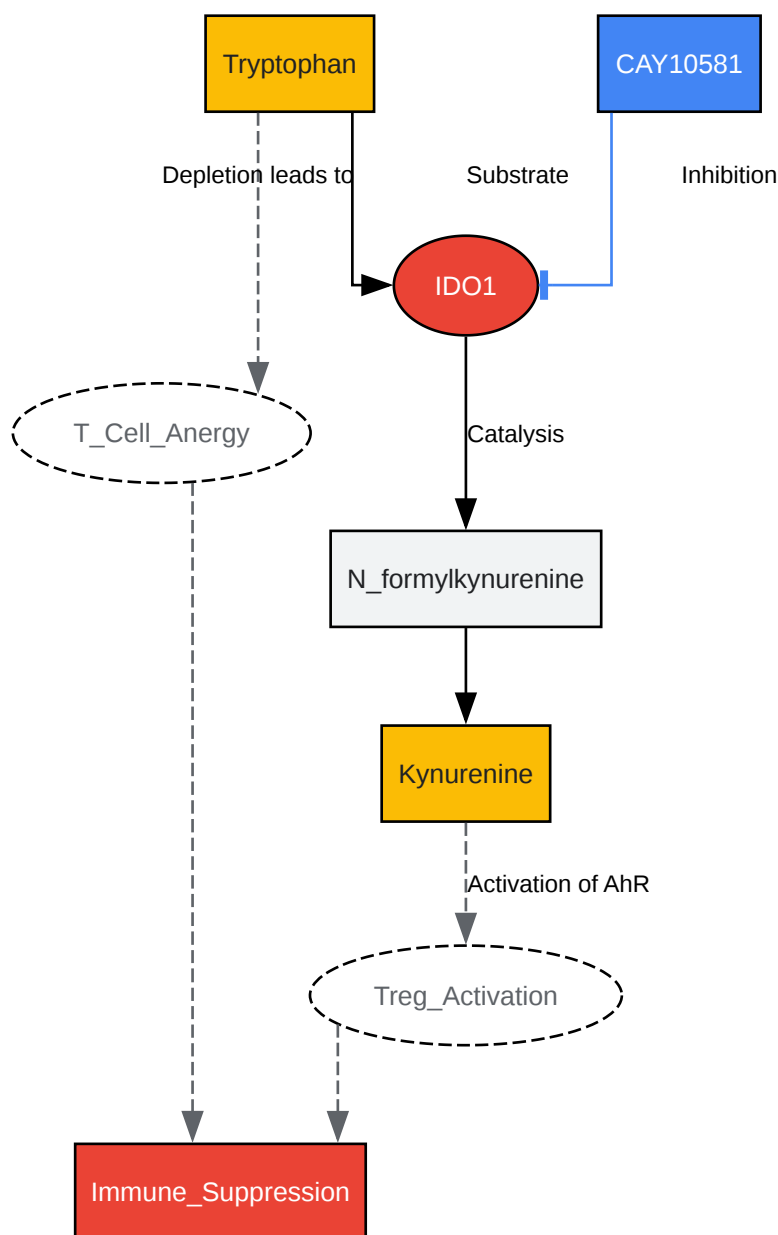 Tryptophan
CAY10581
Depletion leads to
Substrate
Inhibition
IDO1
T_Cell_Anergy
Catalysis
N_formylkynurenine
Kynurenine
Activation of AhR
Treg_Activation
Immune_Suppression